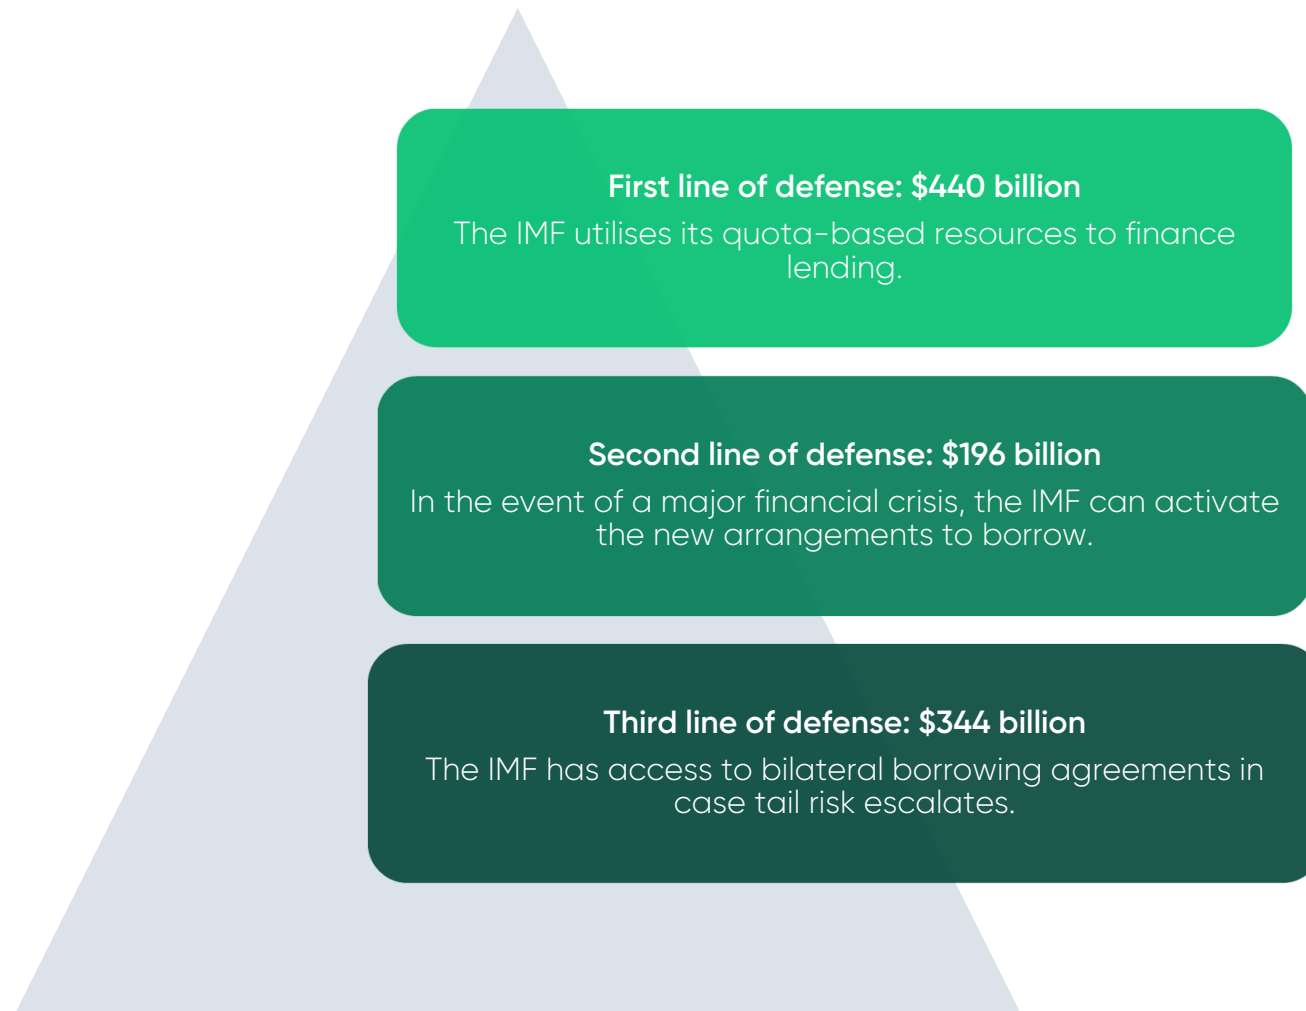 First line of defense: $440 billion
The IMF utilises its quota-based resources to finance
lending.
Second line of defense: $196 billion
In the event of a major financial crisis, the IMF can activate
the new arrangements to borrow.
Third line of defense: $344 billion
The IMF has access to bilateral borrowing agreements in
case tail risk escalates.